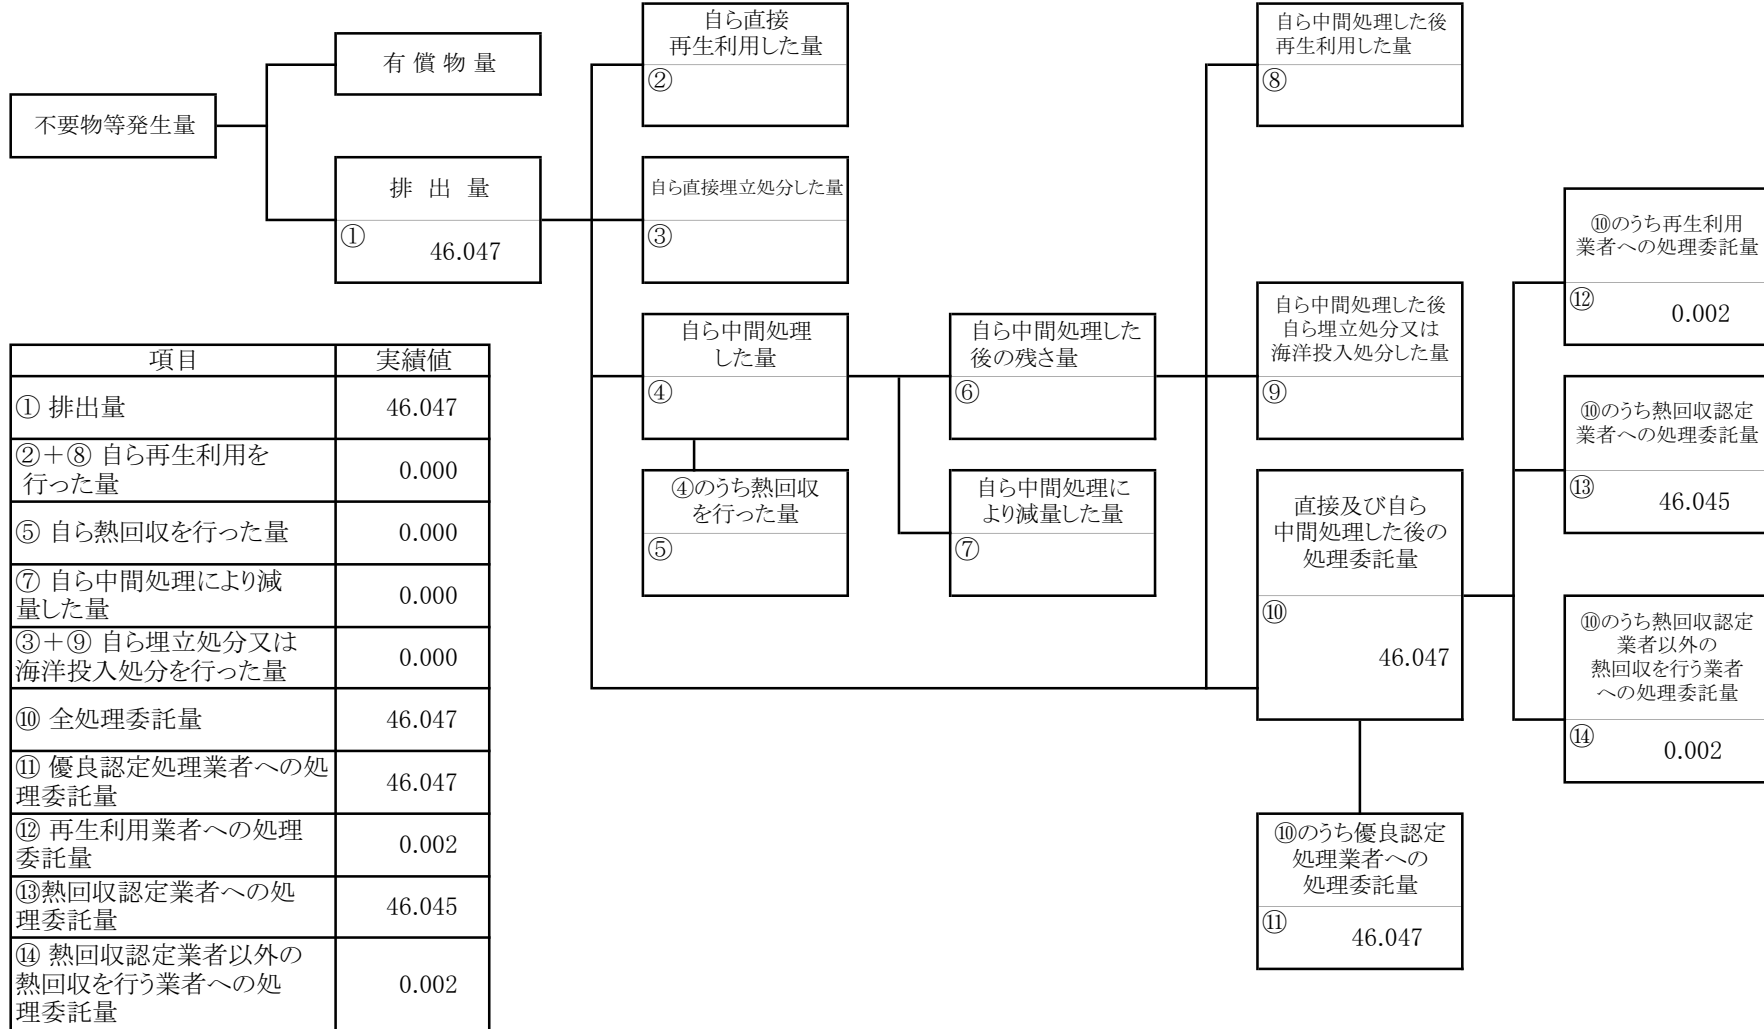 不要物等発生量
有 償 物 量
排 出 量
① 46.047
自ら直接
再生利用した量
②
自ら直接埋立処分した量
③
自ら中間処理
した量
④
④のうち熱回収
を行った量
⑤
自ら中間処理した
後の残さ量
⑥
自ら中間処理に
より減量した量
⑦
自ら中間処理した後
再生利用した量
⑧
自ら中間処理した後
自ら埋立処分又は
海洋投入処分した量
⑨
直接及び自ら
中間処理した後の
処理委託量
⑩
46.047
⑩のうち優良認定
処理業者への
処理委託量
⑪ 46.047
⑩のうち再生利用
業者への処理委託量
⑫ 0.002
⑩のうち熱回収認定
業者への処理委託量
⑬ 46.045
⑩のうち熱回収認定
業者以外の
熱回収を行う業者
への処理委託量
⑭ 0.002
項目 実績値
① 排出量 46.047
②+⑧ 自ら再生利用を
行った量 0.000
⑤ 自ら熱回収を行った量 0.000
⑦ 自ら中間処理により減
量した量 0.000
③+⑨ 自ら埋立処分又は
海洋投入処分を行った量 0.000
⑩ 全処理委託量 46.047
⑪ 優良認定処理業者への処
理委託量 46.047
⑫ 再生利用業者への処理
委託量 0.002
⑬熱回収認定業者への処
理委託量 46.045
⑭ 熱回収認定業者以外の
熱回収を行う業者への処
理委託量 0.002